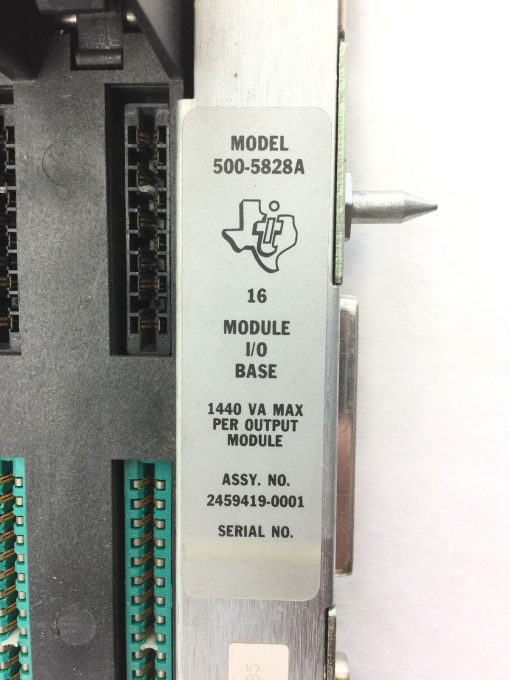 MODEL
500-5828A
16
MODULE
I/O
BASE
1440 VA MAX
PER OUTPUT
MODULE
ASSY. NO.
2459419-0001
SERIAL NO.